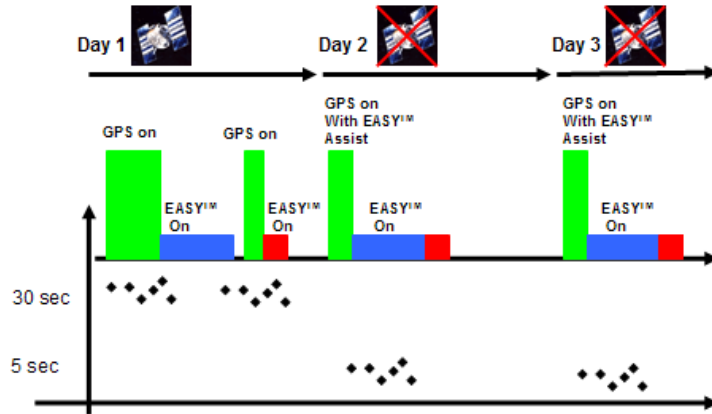 Day 1
Day 2
Day 3
GPS on
GPS on
GPS on
With EASY™
Assist
GPS on
With EASY™
Assist
EASY™
On
EASY™
On
EASY™
On
EASY™
On
30 sec
5 sec